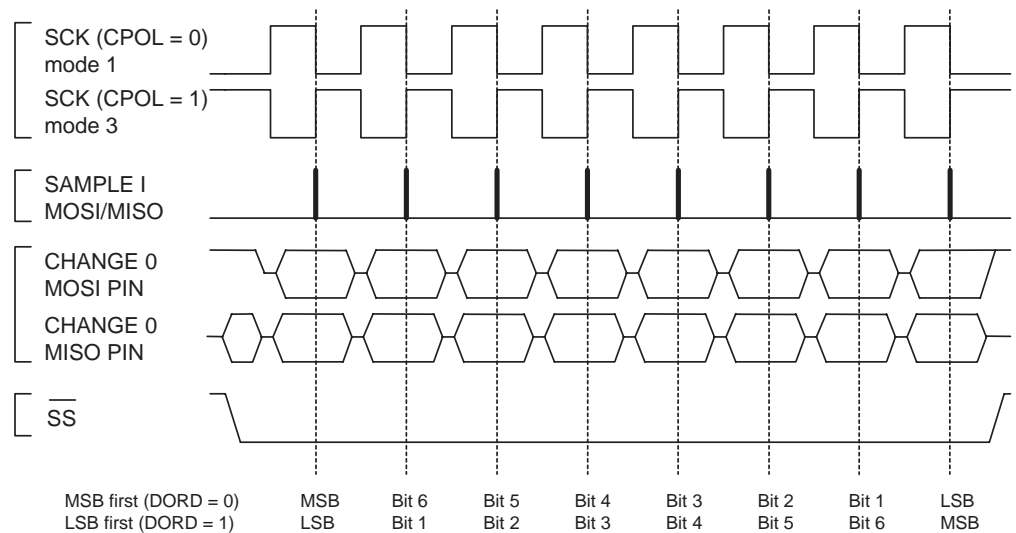 SCK (CPOL = 0)
mode 1
SCK (CPOL = 1)
mode 3
SAMPLE I
MOSI/MISO
CHANGE 0
MOSI PIN
CHANGE 0
MISO PIN
SS
MSB first (DORD = 0) MSB Bit 6 Bit 5 Bit 4 Bit 3 Bit 2 Bit 1 LSB
LSB first (DORD = 1) LSB Bit 1 Bit 2 Bit 3 Bit 4 Bit 5 Bit 6 MSB